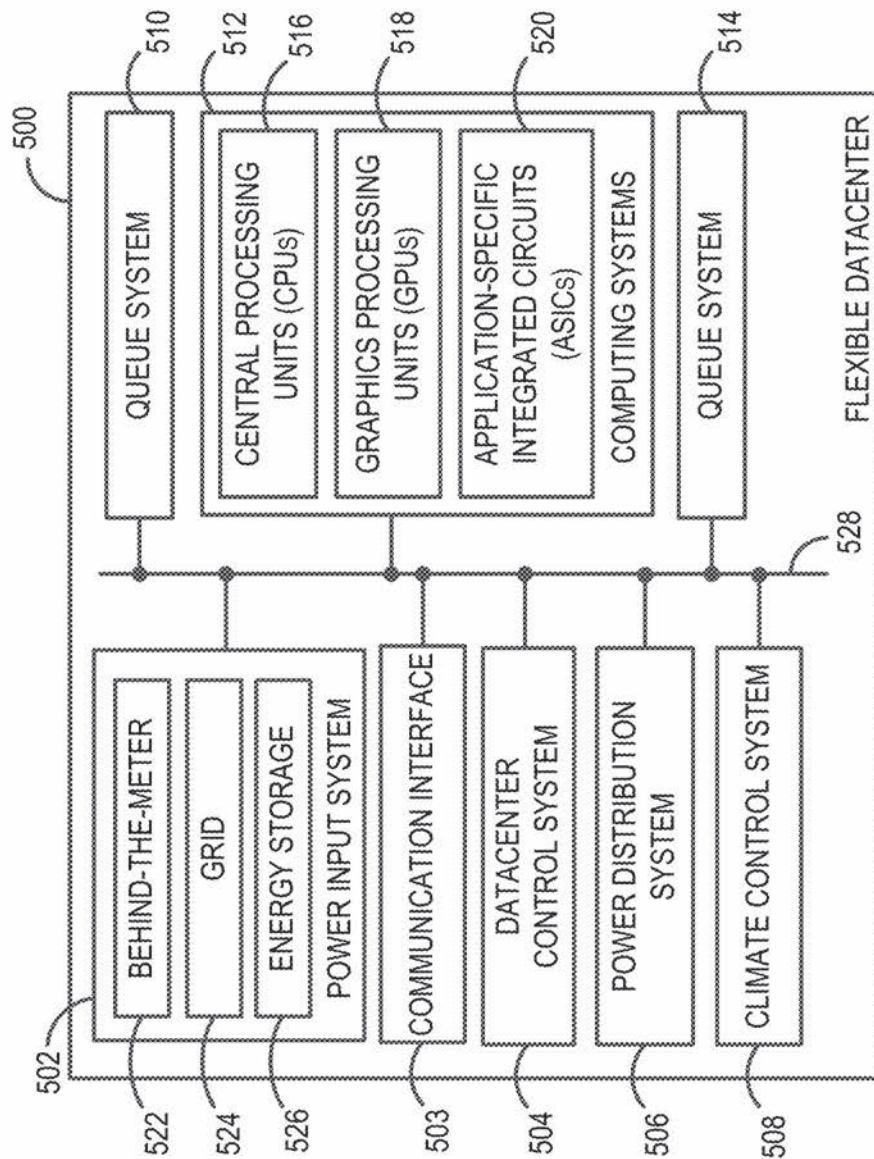 500
502
BEHIND-THE-METER
522
GRID
524
ENERGY STORAGE
526
POWER INPUT SYSTEM
COMMUNICATION INTERFACE
503
DATACENTER
CONTROL SYSTEM
504
POWER DISTRIBUTION
SYSTEM
506
CLIMATE CONTROL SYSTEM
508
QUEUE SYSTEM
510
512
CENTRAL PROCESSING
UNITS (CPUs)
516
GRAPHICS PROCESSING
UNITS (GPUs)
518
APPLICATION-SPECIFIC
INTEGRATED CIRCUITS
(ASICs)
520
COMPUTING SYSTEMS
QUEUE SYSTEM
514
528
FLEXIBLE DATACENTER